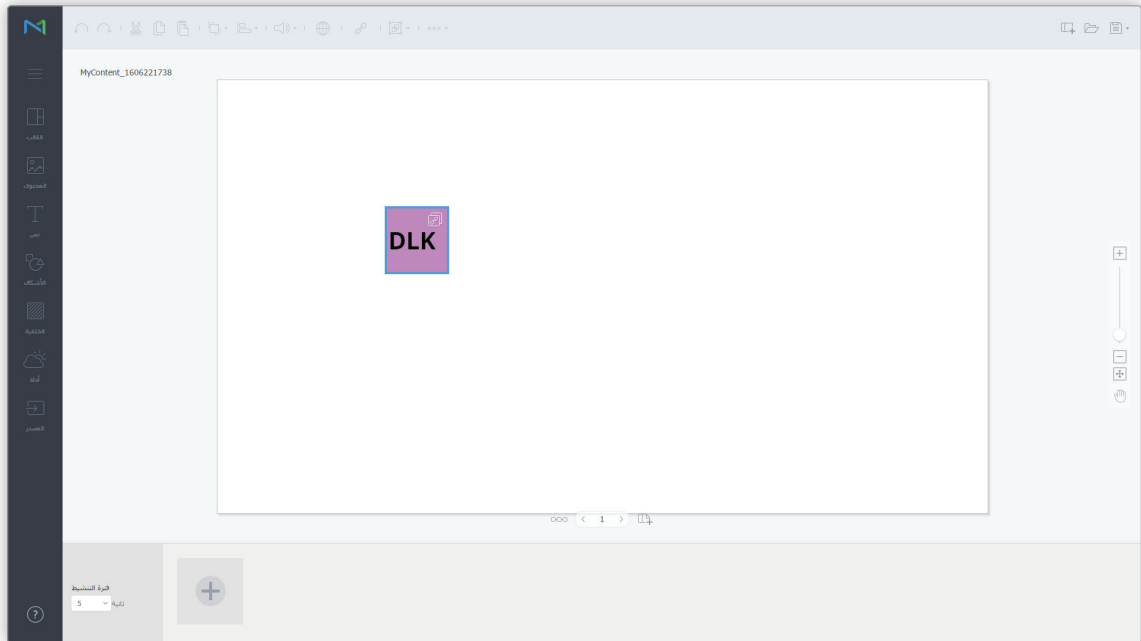 MyContent_1606221738
القالب
المحتوى
نص
الأشكال
الخلفية
أداة
المصدر
DLK
1
فترة التنشيط
5 ثانية